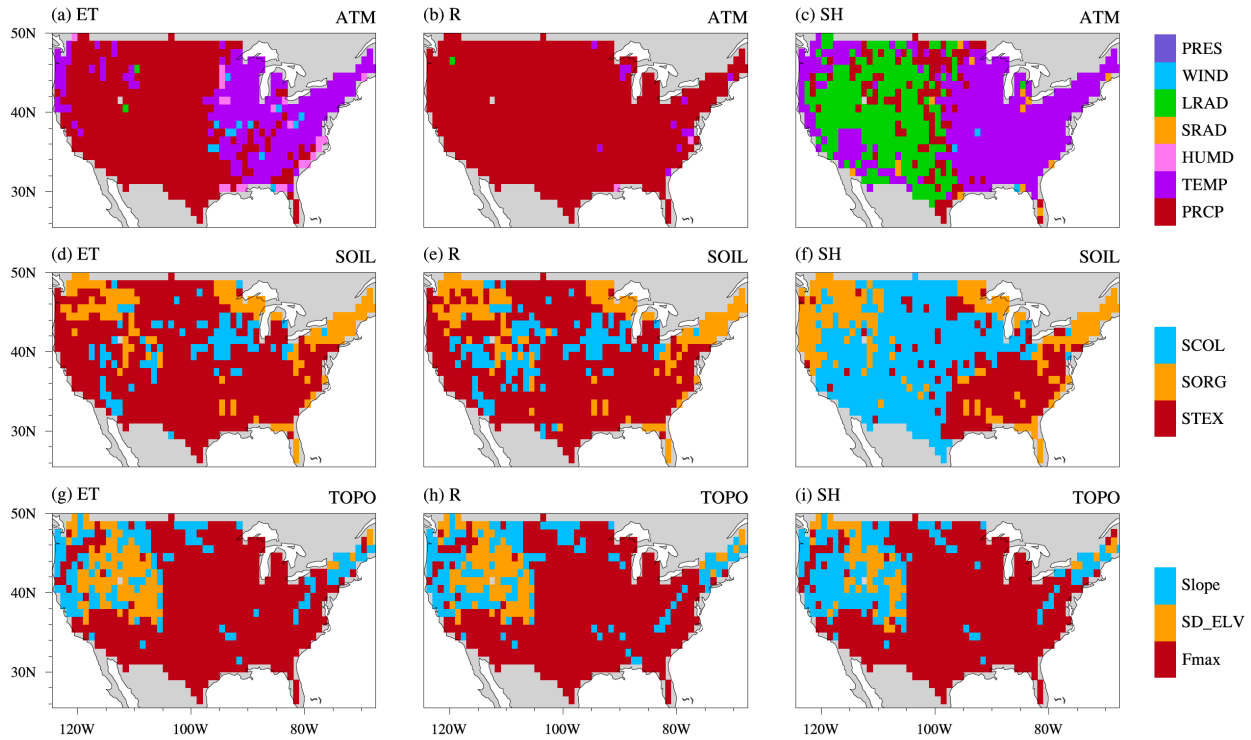 (a) ET ATM
(b) R ATM
(c) SH ATM
50N
40N
30N
PRES
WIND
LRAD
SRAD
HUMD
TEMP
PRCP
(d) ET SOIL
(e) R SOIL
(f) SH SOIL
50N
40N
30N
SCOL
SORG
STEX
(g) ET TOPO
(h) R TOPO
(i) SH TOPO
50N
40N
30N
Slope
SD_ELV
Fmax
120W 100W 80W
120W 100W 80W
120W 100W 80W